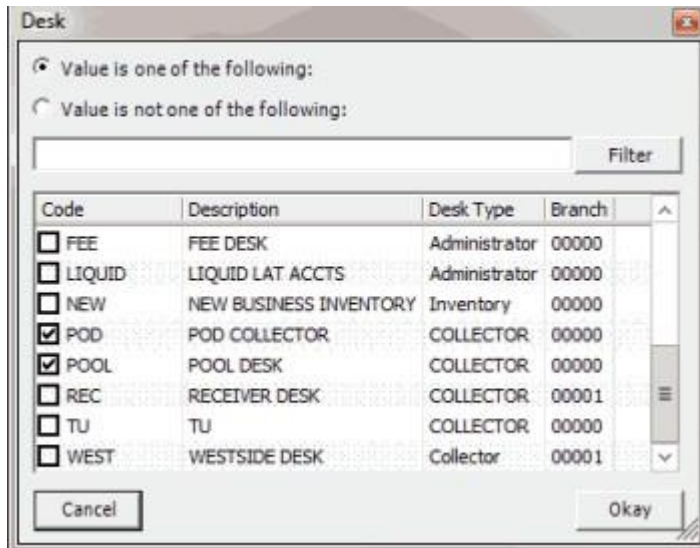 Desk
Value is one of the following:
Value is not one of the following:
Filter
Code Description Desk Type Branch
FEE FEE DESK Administrator 00000
LIQUID LIQUID LAT ACCTS Administrator 00000
NEW NEW BUSINESS INVENTORY Inventory 00000
POD POD COLLECTOR COLLECTOR 00000
POOL POOL DESK COLLECTOR 00000
REC RECEIVER DESK COLLECTOR 00001
TU TU COLLECTOR 00000
WEST WESTSIDE DESK Collector 00001
Cancel Okay